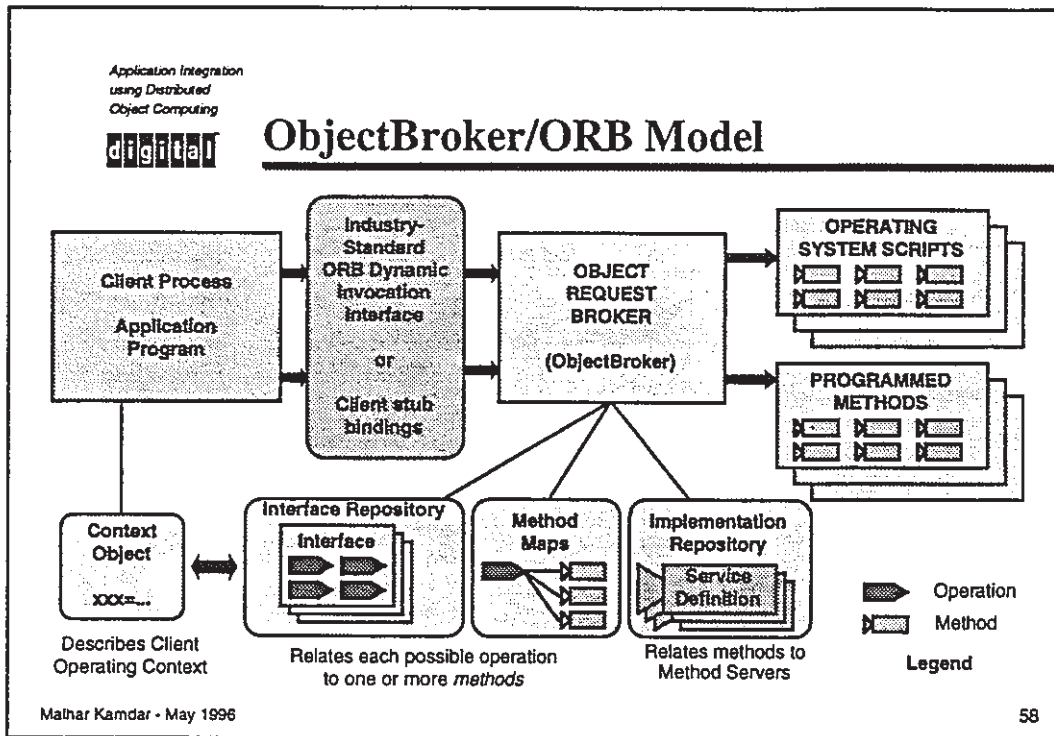 Application Integration
using Distributed
Object Computing
digital
ObjectBroker/ORB Model
Client Process
Application
Program
Industry-
Standard
ORB Dynamic
Invocation
Interface
or
Client stub
bindings
OBJECT
REQUEST
BROKER
(ObjectBroker)
OPERATING
SYSTEM SCRIPTS
PROGRAMMED
METHODS
Context
Object
xxx=...
Describes Client
Operating Context
Interface Repository
Interface
Method
Maps
Relates each possible operation
to one or more methods
Implementation
Repository
Service
Definition
Relates methods to
Method Servers
Operation
Method
Legend
Malhar Kamdar - May 1996
58